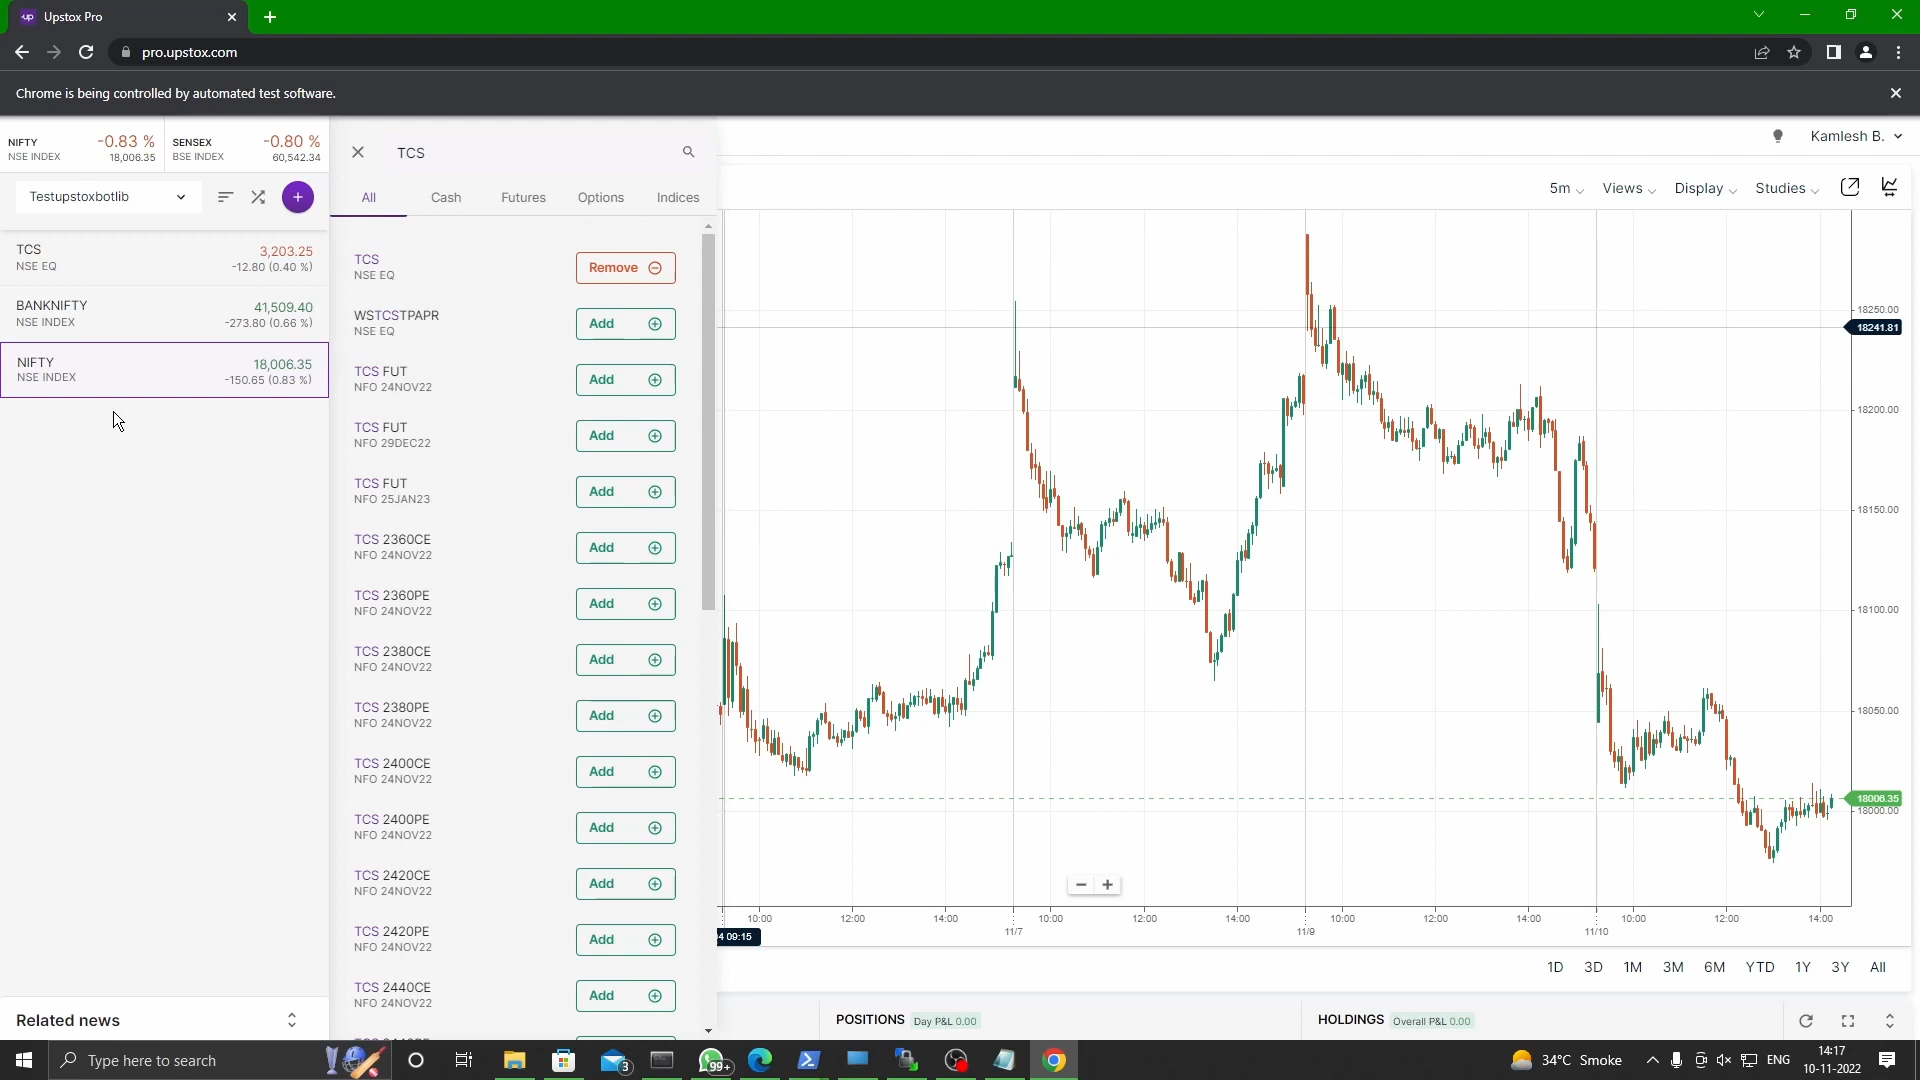 Upstox Pro
pro.upstox.com
Chrome is being controlled by automated test software.
NIFTY -0.83 %
NSE INDEX 18,006.35
SENSEX -0.80 %
BSE INDEX 60,542.34
Testupstoxbotlib
TCS 3,203.25
NSE EQ -12.80 (0.40 %)
BANKNIFTY 41,509.40
NSE INDEX -273.80 (0.66 %)
NIFTY 18,006.35
NSE INDEX -150.65 (0.83 %)
Related news
TCS
All Cash Futures Options Indices
TCS
NSE EQ
Remove
WSTCSTPAPR
NSE EQ
Add
TCS FUT
NFO 24NOV22
Add
TCS FUT
NFO 29DEC22
Add
TCS FUT
NFO 25JAN23
Add
TCS 2360CE
NFO 24NOV22
Add
TCS 2360PE
NFO 24NOV22
Add
TCS 2380CE
NFO 24NOV22
Add
TCS 2380PE
NFO 24NOV22
Add
TCS 2400CE
NFO 24NOV22
Add
TCS 2400PE
NFO 24NOV22
Add
TCS 2420CE
NFO 24NOV22
Add
TCS 2420PE
NFO 24NOV22
Add
TCS 2440CE
NFO 24NOV22
Add
Kamlesh B.
5m Views Display Studies
18250.00
18241.81
18200.00
18150.00
18100.00
18050.00
18006.35
18000.00
10:00 12:00 14:00 10:00 12:00 14:00 10:00 12:00 14:00 10:00 12:00 14:00
11/7 11/9 11/10
4 09:15
1D 3D 1M 3M 6M YTD 1Y 3Y All
POSITIONS Day P&L 0.00
HOLDINGS Overall P&L 0.00
Type here to search
3
99+
34°C Smoke
ENG
14:17
10-11-2022